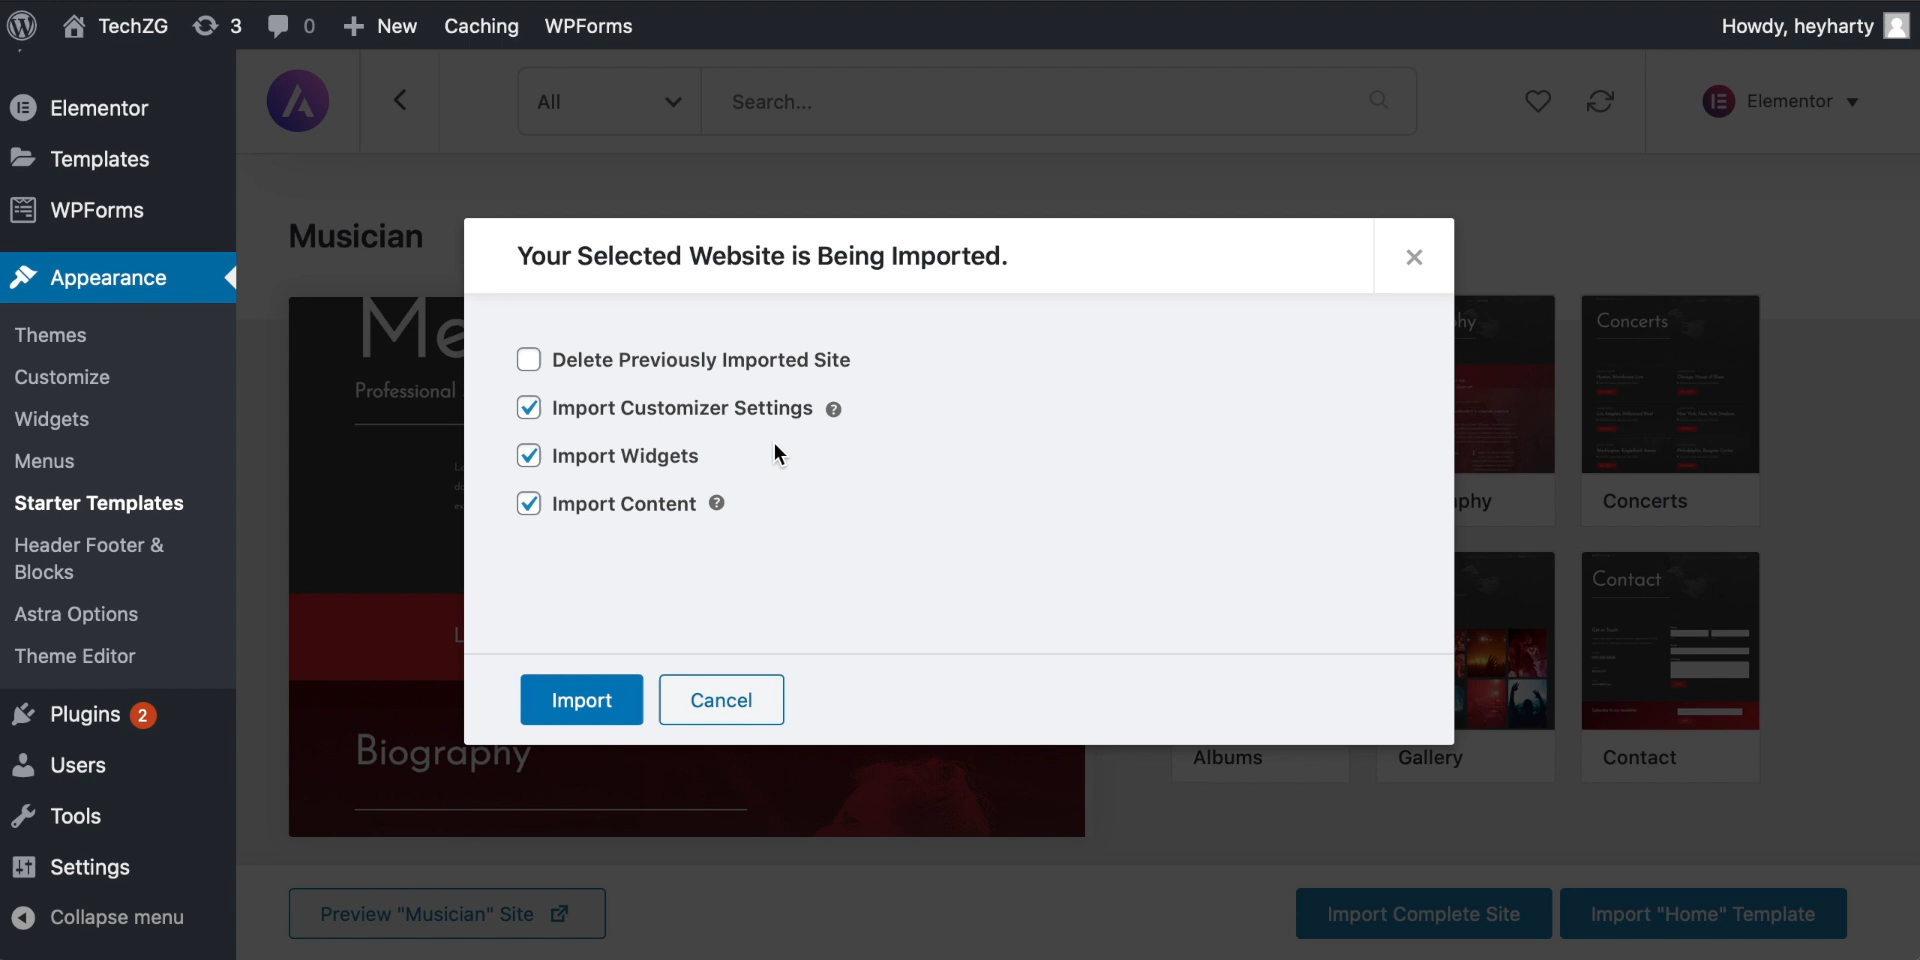 TechZG 3 0 New Caching WPForms Howdy, heyharty
Elementor
Templates
WPForms
Appearance
Themes
Customize
Widgets
Menus
Starter Templates
Header Footer &
Blocks
Astra Options
Theme Editor
Plugins 2
Users
Tools
Settings
Collapse menu
All Search... Elementor
Musician
Your Selected Website is Being Imported.
Delete Previously Imported Site
Import Customizer Settings
Import Widgets
Import Content
Import Cancel
Me
Professional
Biography
Concerts
Concerts
Contact
Albums
Gallery
Contact
Preview "Musician" Site
Import Complete Site
Import "Home" Template